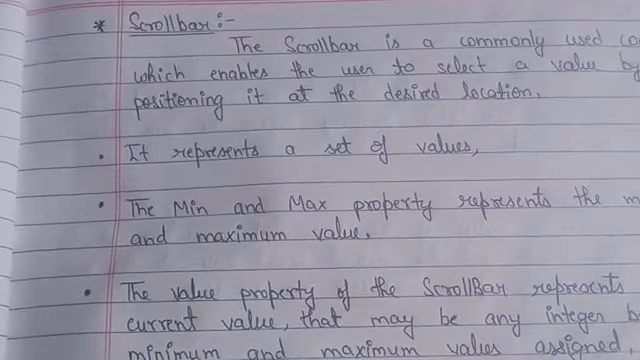 * Scrollbar :-
The Scrollbar is a commonly used
which enables the user to select a value by
positioning it at the desired location.
• It represents a set of values,
• The Min and Max property represents the
and maximum value.
• The value property of the ScrollBar represents
current value, that may be any integer
minimum and maximum values assigned.